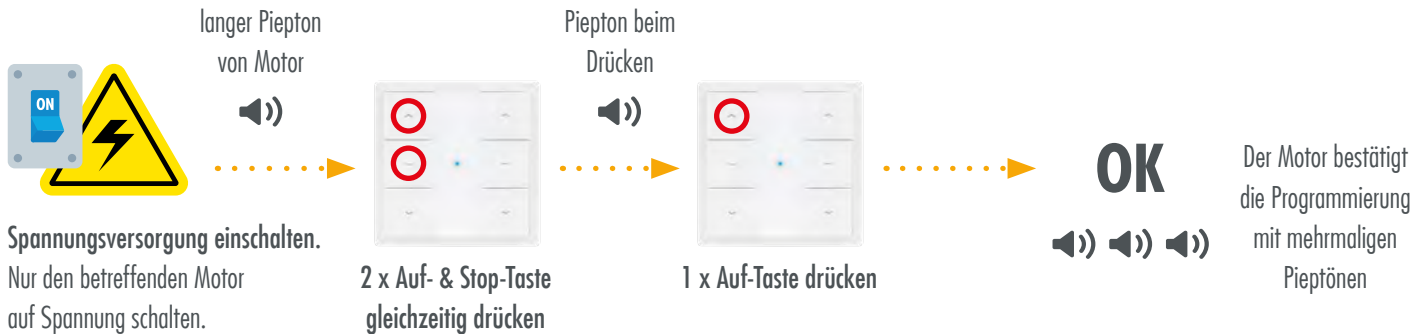 langer Piepton
von Motor
ON
Spannungsversorgung einschalten.
Nur den betreffenden Motor
auf Spannung schalten.
2 x Auf- & Stop-Taste
gleichzeitig drücken
Piepton beim
Drücken
1 x Auf-Taste drücken
OK
Der Motor bestätigt
die Programmierung
mit mehrmaligen
Pieptönen